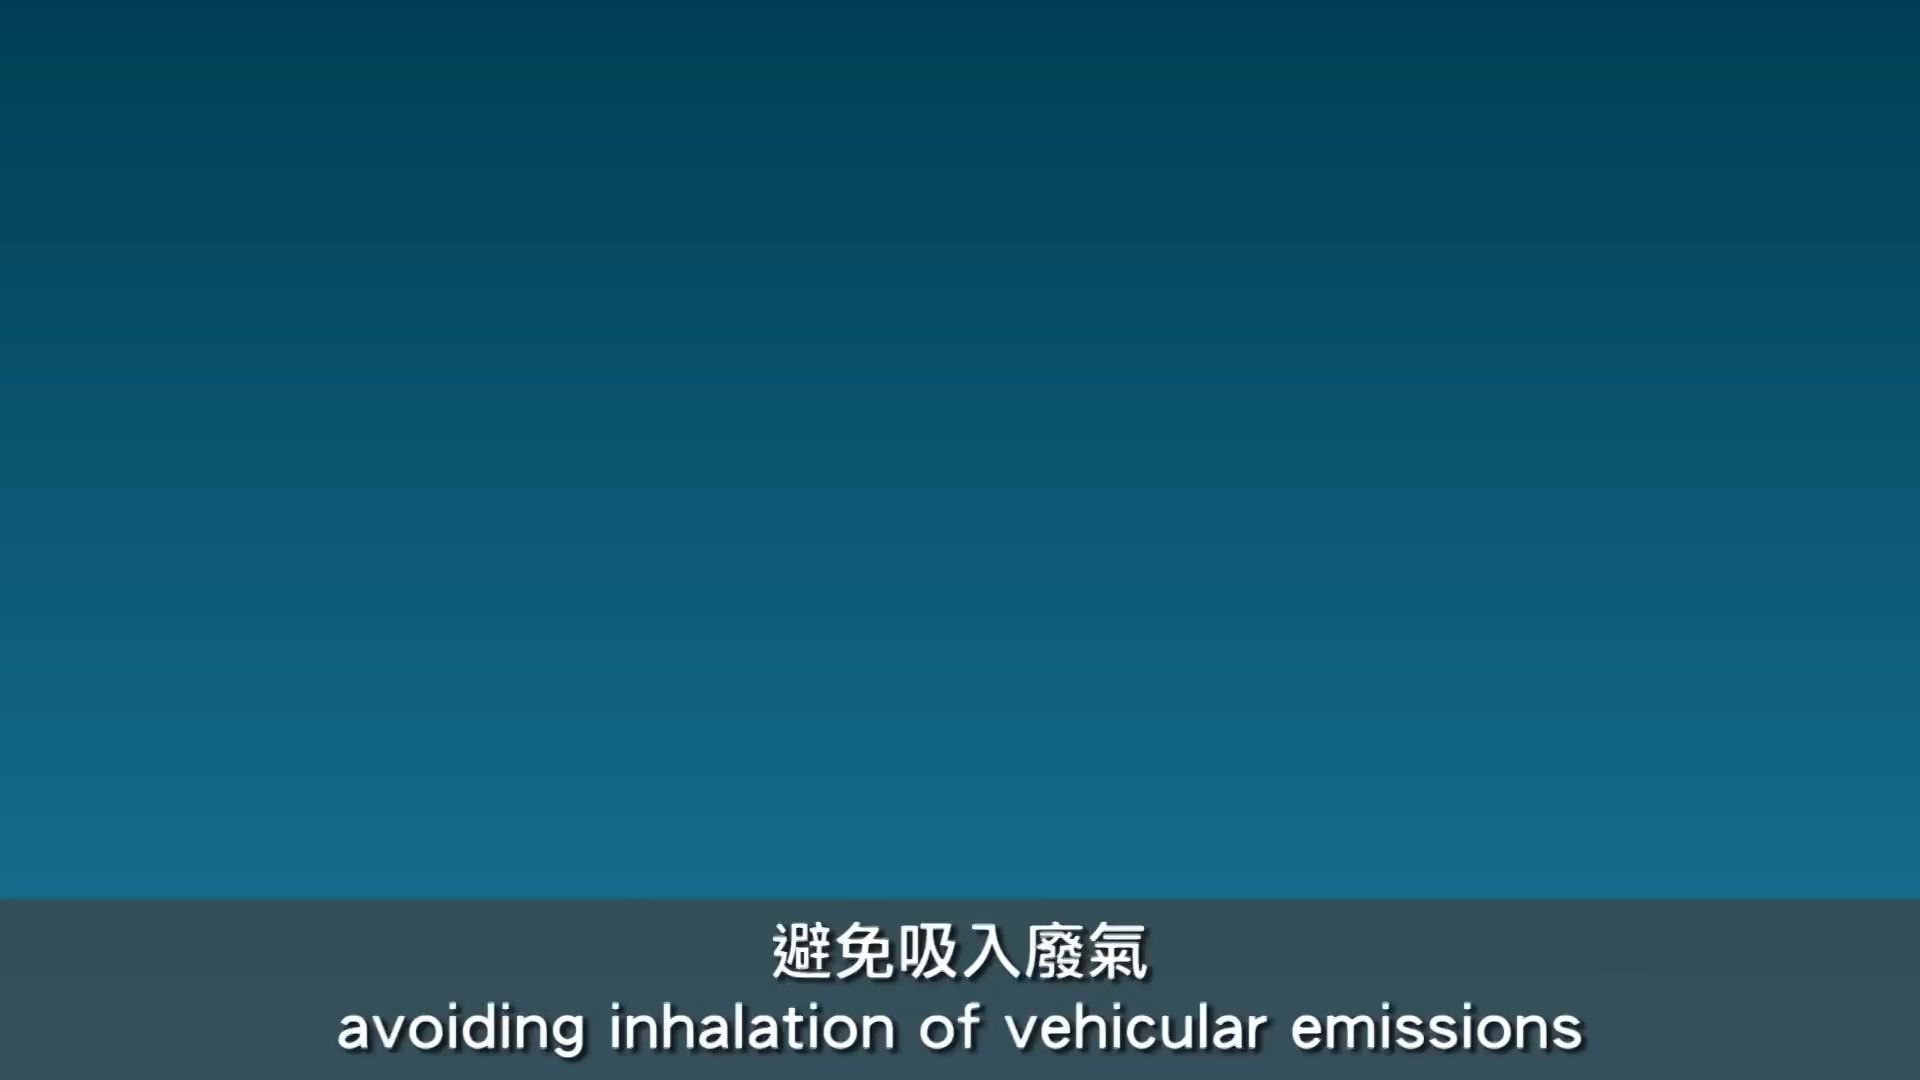 避免吸入廢氣
avoiding inhalation of vehicular emissions